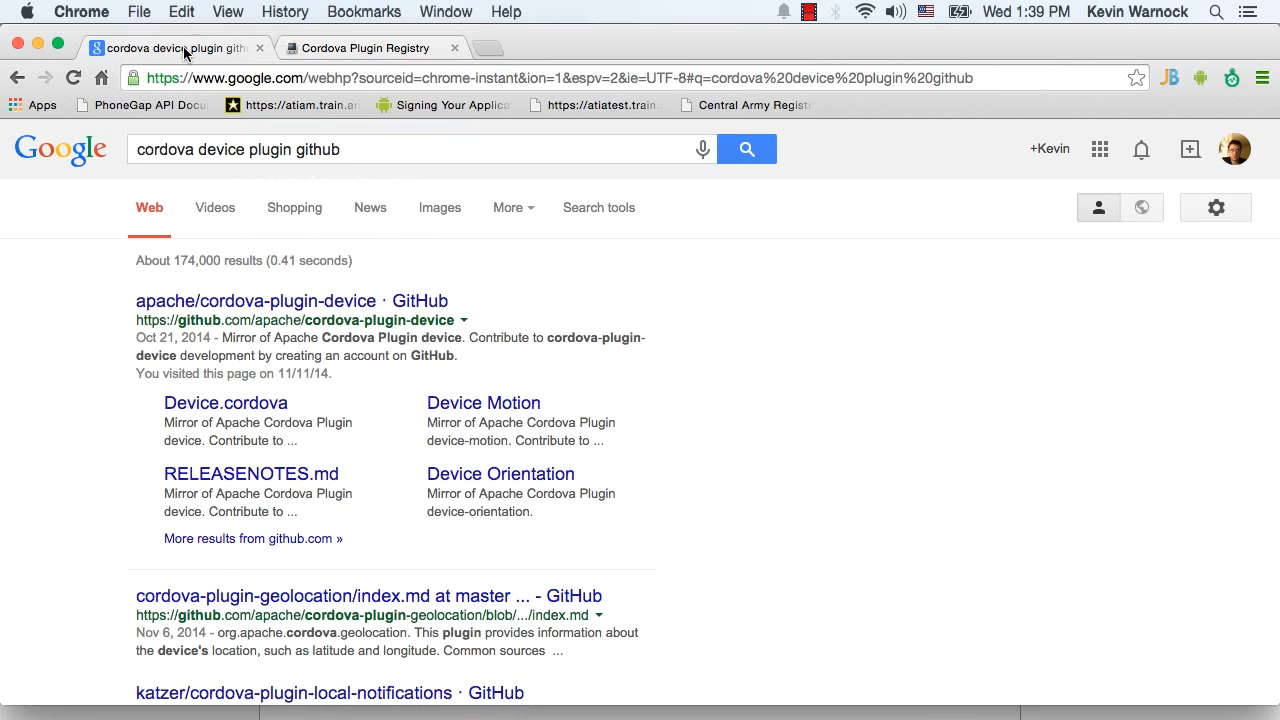 Chrome File Edit View History Bookmarks Window Help Wed 1:39 PM Kevin Warnock
cordova device plugin gith Cordova Plugin Registry
https://www.google.com/webhp?sourceid=chrome-instant&ion=1&espv=2&ie=UTF-8#q=cordova%20device%20plugin%20github JB
Apps PhoneGap API Docu https://atiam.train.ar Signing Your Applica https://atiatest.train. Central Army Regist
Google cordova device plugin github +Kevin
Web Videos Shopping News Images More Search tools
About 174,000 results (0.41 seconds)
apache/cordova-plugin-device · GitHub
https://github.com/apache/cordova-plugin-device
Oct 21, 2014 - Mirror of Apache Cordova Plugin device. Contribute to cordova-plugin-
device development by creating an account on GitHub.
You visited this page on 11/11/14.
Device.cordova Device Motion
Mirror of Apache Cordova Plugin Mirror of Apache Cordova Plugin
device. Contribute to ... device-motion. Contribute to ...
RELEASENOTES.md Device Orientation
Mirror of Apache Cordova Plugin Mirror of Apache Cordova Plugin
device. Contribute to ... device-orientation.
More results from github.com »
cordova-plugin-geolocation/index.md at master ... - GitHub
https://github.com/apache/cordova-plugin-geolocation/blob/.../index.md
Nov 6, 2014 - org.apache.cordova.geolocation. This plugin provides information about
the device's location, such as latitude and longitude. Common sources ...
katzer/cordova-plugin-local-notifications · GitHub